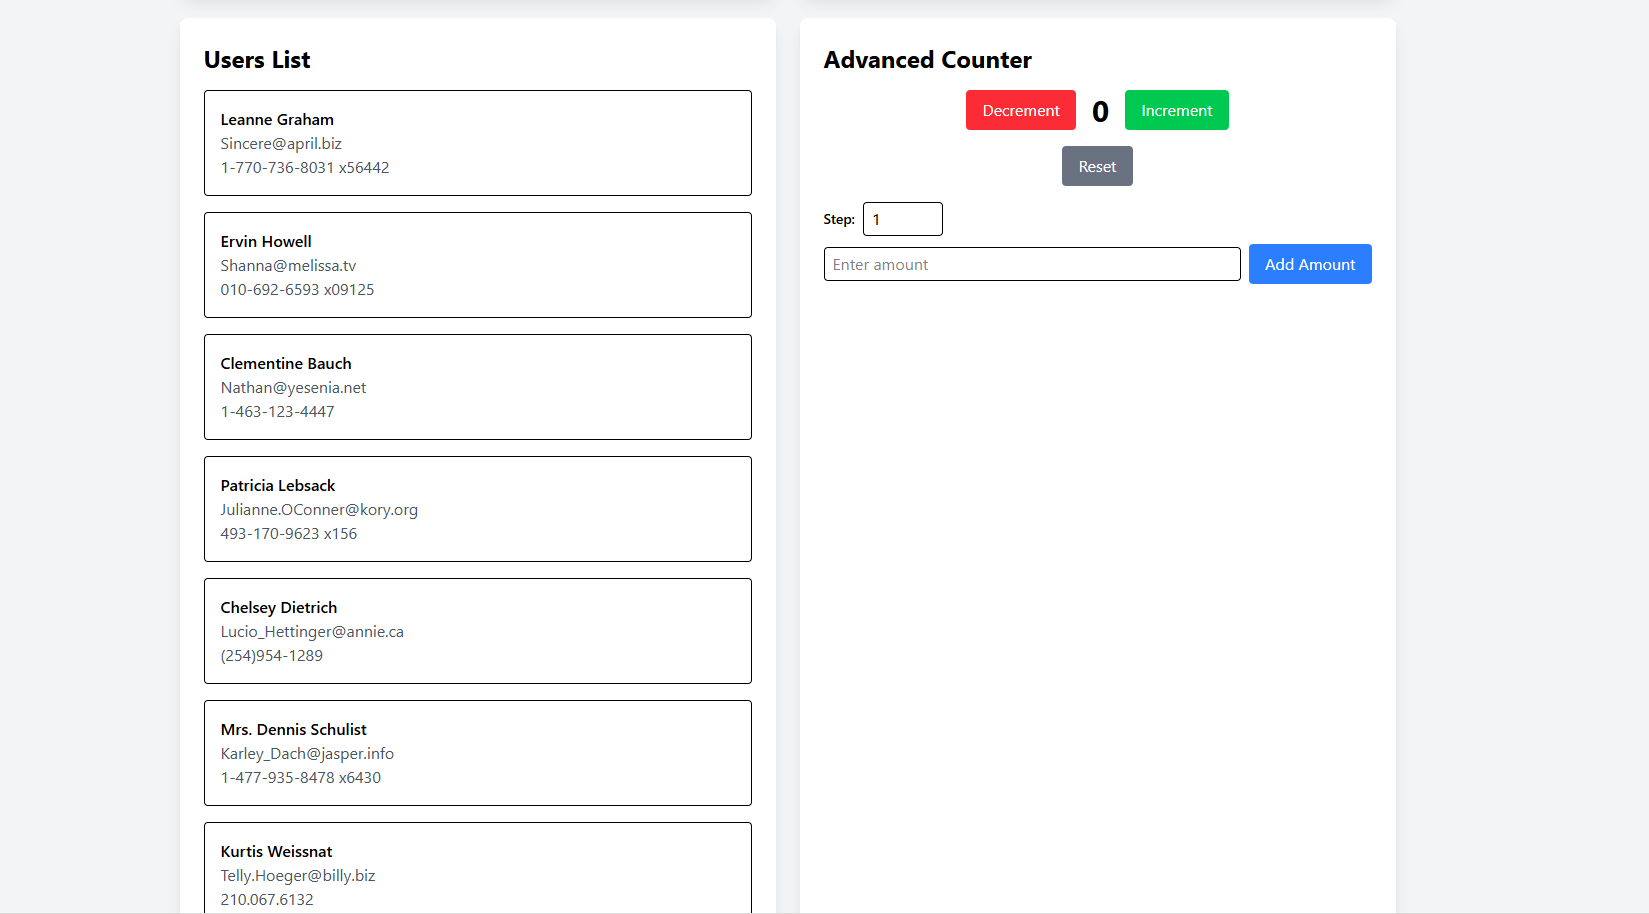 Users List
Leanne Graham
Sincere@april.biz
1-770-736-8031 x56442
Ervin Howell
Shanna@melissa.tv
010-692-6593 x09125
Clementine Bauch
Nathan@yesenia.net
1-463-123-4447
Patricia Lebsack
Julianne.OConner@kory.org
493-170-9623 x156
Chelsey Dietrich
Lucio_Hettinger@annie.ca
(254)954-1289
Mrs. Dennis Schulist
Karley_Dach@jasper.info
1-477-935-8478 x6430
Kurtis Weissnat
Telly.Hoeger@billy.biz
210.067.6132
Advanced Counter
Decrement 0 Increment
Reset
Step: 1
Enter amount Add Amount